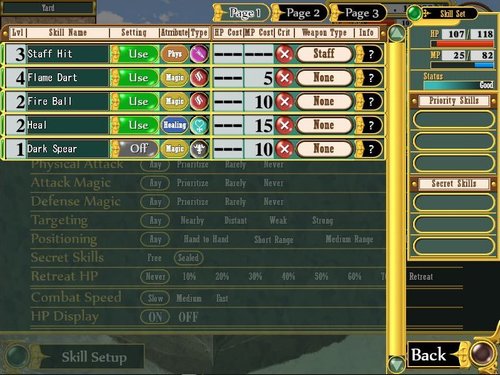 Yard
Page 1 Page 2 Page 3 Skill Set
Lvl Skill Name Setting Attribute Type HP Cost MP Cost Crit Weapon Type Info
HP 107 / 118
3 Staff Hit Use Phys --- --- Staff ?
MP 25 / 82
4 Flame Dart Use Magic --- 5 None ?
Status
Good
2 Fire Ball Use Magic --- 10 None ?
Priority Skills
2 Heal Use Healing --- 15 None ?
1 Dark Spear Off Magic --- 10 None ?
Physical Attack Any Prioritize Rarely Never
Attack Magic Any Prioritize Rarely Never
Secret Skills
Defense Magic Any Prioritize Rarely Never
Targeting Any Nearby Distant Weak Strong
Positioning Any Hand to Hand Short Range Medium Range
Secret Skills Free Sealed
Retreat HP Never 10% 20% 30% 40% 50% 60% Retreat
Combat Speed Slow Medium Fast
HP Display ON OFF
Skill Setup Back